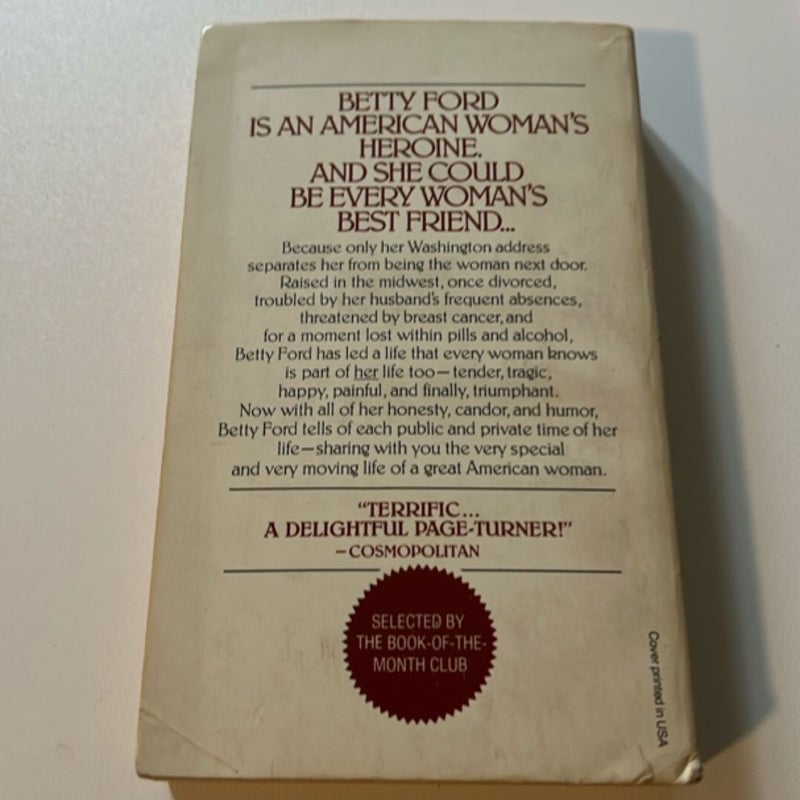 BETTY FORD
IS AN AMERICAN WOMAN'S
HEROINE.
AND SHE COULD
BE EVERY WOMAN'S
BEST FRIEND...
Because only her Washington address
separates her from being the woman next door.
Raised in the midwest, once divorced,
troubled by her husband's frequent absences,
threatened by breast cancer, and
for a moment lost within pills and alcohol,
Betty Ford has led a life that every woman knows
is part of her life too—tender, tragic,
happy, painful, and finally, triumphant.
Now with all of her honesty, candor, and humor,
Betty Ford tells of each public and private time of her
life—sharing with you the very special
and very moving life of a great American woman.
"TERRIFIC...
A DELIGHTFUL PAGE-TURNER!"
—COSMOPOLITAN
SELECTED BY
THE BOOK-OF-THE-
MONTH CLUB
Cover printed in USA